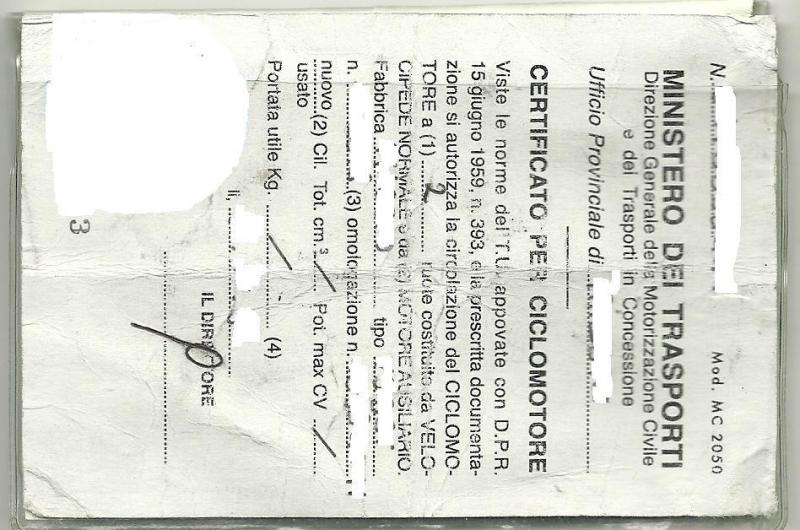 N.
Mod. MC 2050
MINISTERO DEI TRASPORTI
Direzione Generale della Motorizzazione Civile
e dei Trasporti in Concessione
Ufficio Provinciale di
CERTIFICATO PER CICLOMOTORE
Viste le norme del T.U. appovate con D.P.R.
15 giugno 1959, n. 393, e la prescritta documenta-
zione si autorizza la circolazione del CICLOMO-
TORE a (1) 2 ruote costituito da VELO-
CIPEDE NORMALE e da (2) MOTORE AUSILIARIO.
Fabbrica tipo
n. (3) omologazione n.
nuovo (2) Cil. Tot. cm.³ / Pot. max CV /
usato
Portata utile Kg. / (4)
li,
IL DIRETTORE
3